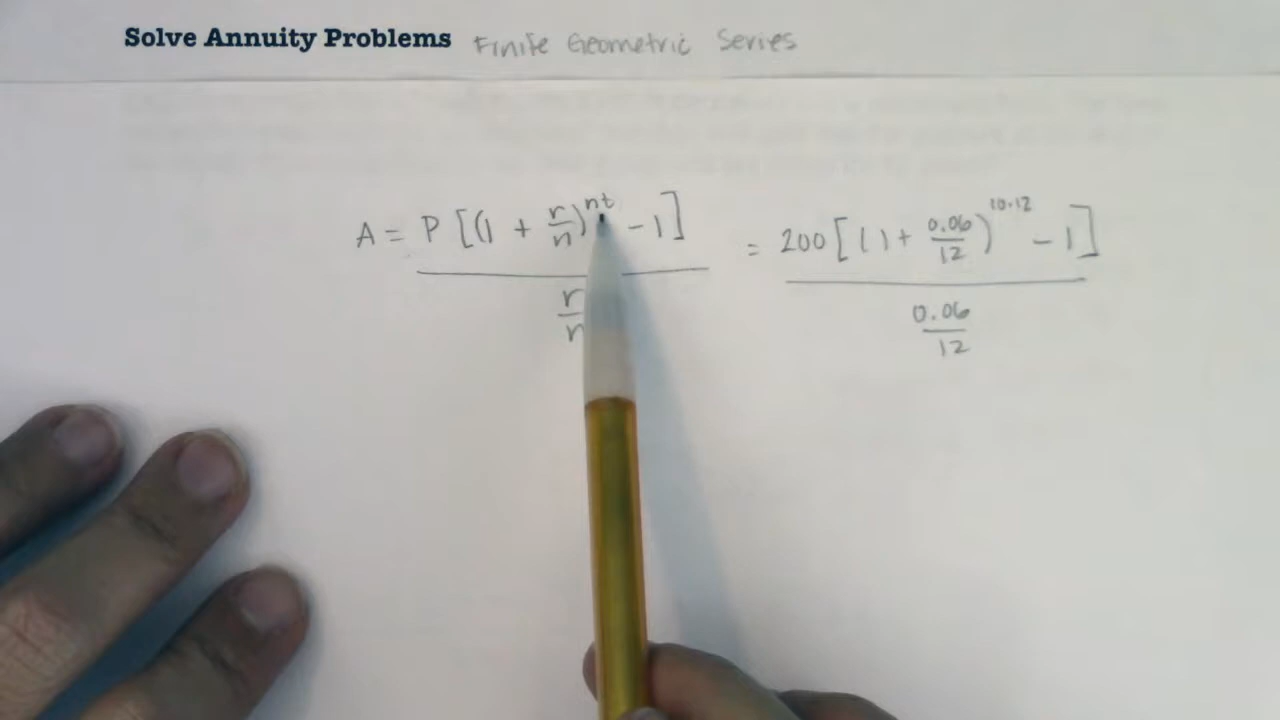 Solve Annuity Problems Finite Geometric Series
A = P [(1 + r/n)^nt - 1] / r/n = 200 [(1 + 0.06/12)^10·12 - 1] / 0.06/12